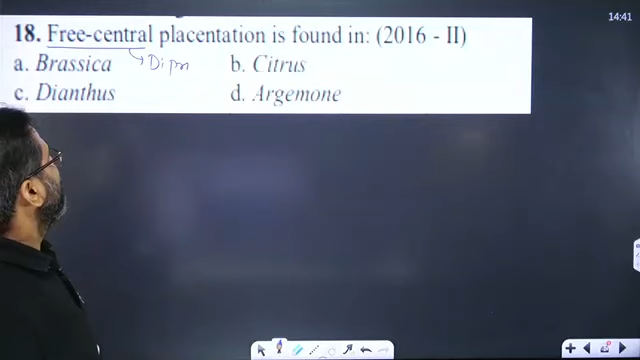 14:41
18. Free-central placentation is found in: (2016 - II)
a. Brassica b. Citrus
c. Dianthus d. Argemone